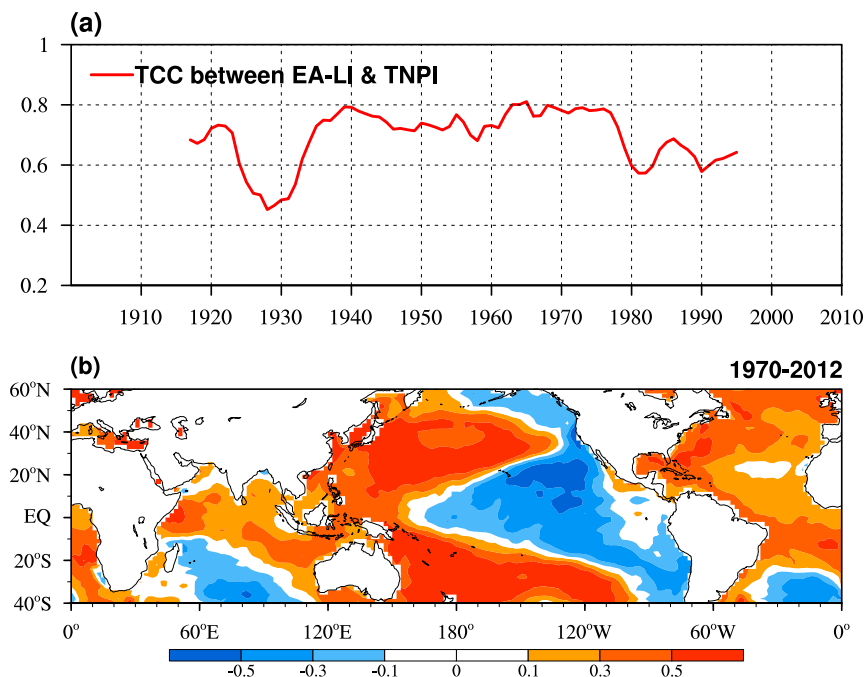 (a)
1
0.8
0.6
0.4
0.2
TCC between EA-LI & TNPI
1910 1920 1930 1940 1950 1960 1970 1980 1990 2000 2010
(b) 1970-2012
60°N
40°N
20°N
EQ
20°S
40°S
0° 60°E 120°E 180° 120°W 60°W 0°
-0.5 -0.3 -0.1 0 0.1 0.3 0.5